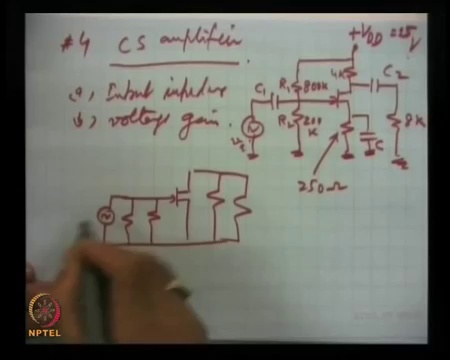 #4 CS amplifier
a, Input impedance
b, voltage gain.
+VDD = 25V
4K
C2
R1 800K
C1
R2 200K
Vs
C
8K
250Ω
NPTEL